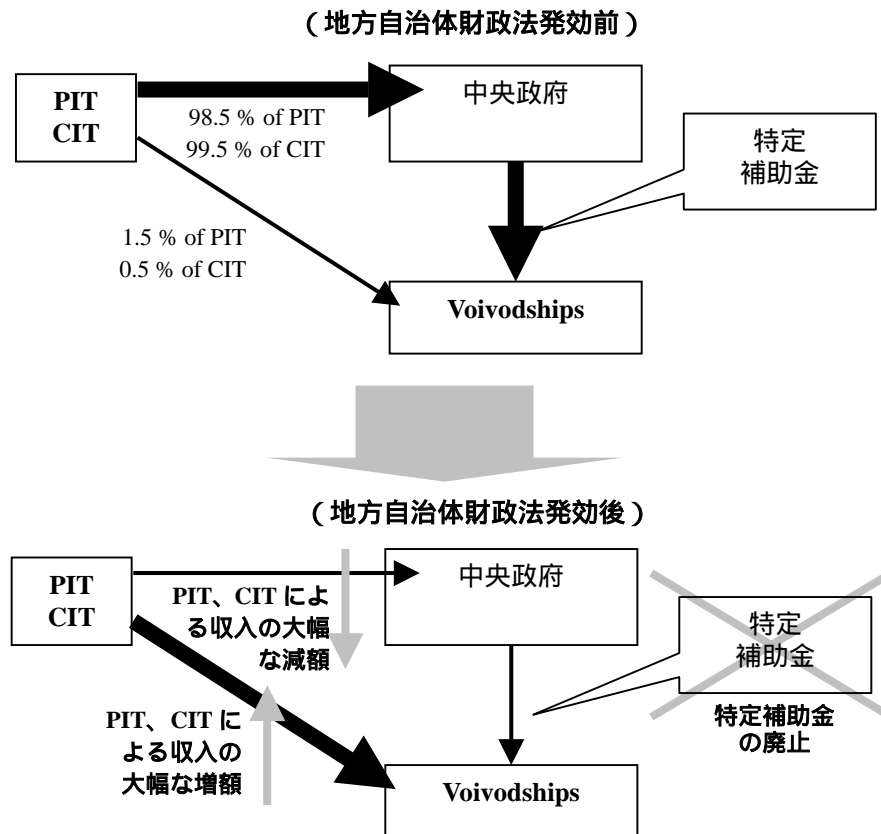 （地方自治体財政法発効前）
PIT
CIT
中央政府
98.5 % of PIT
99.5 % of CIT
特定
補助金
1.5 % of PIT
0.5 % of CIT
Voivodships
（地方自治体財政法発効後）
PIT
CIT
中央政府
PIT、CIT によ
る収入の大幅
な減額
特定
補助金
特定補助金
の廃止
PIT、CIT に
よる収入の
大幅な増額
Voivodships